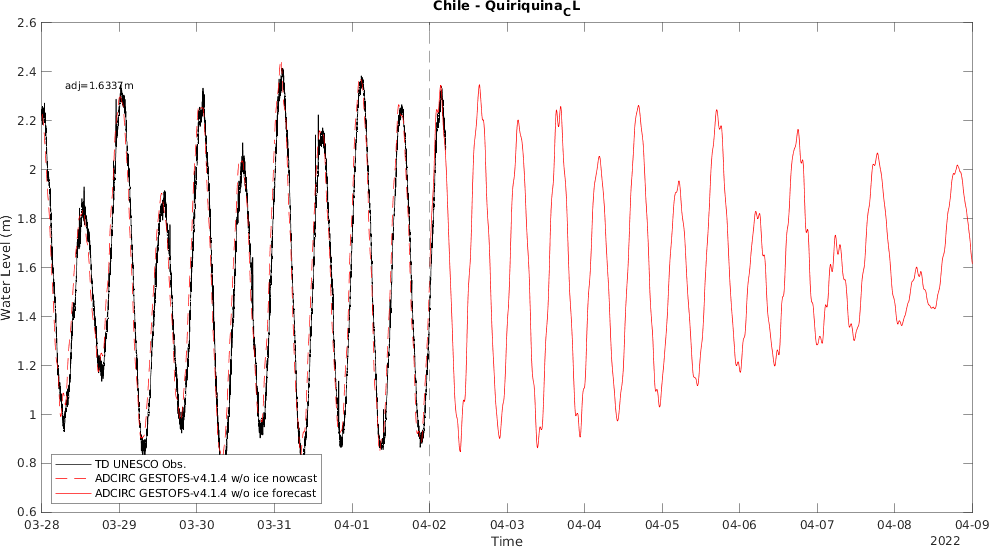 Chile - Quiriquina_CL
2.6
2.4
adj=1.6337m
2.2
2
1.8
1.6
1.4
1.2
1
0.8
0.6
Water Level (m)
TD UNESCO Obs.
ADCIRC GESTOFS-v4.1.4 w/o ice nowcast
ADCIRC GESTOFS-v4.1.4 w/o ice forecast
03-28 03-29 03-30 03-31 04-01 04-02 04-03 04-04 04-05 04-06 04-07 04-08 04-09
Time
2022